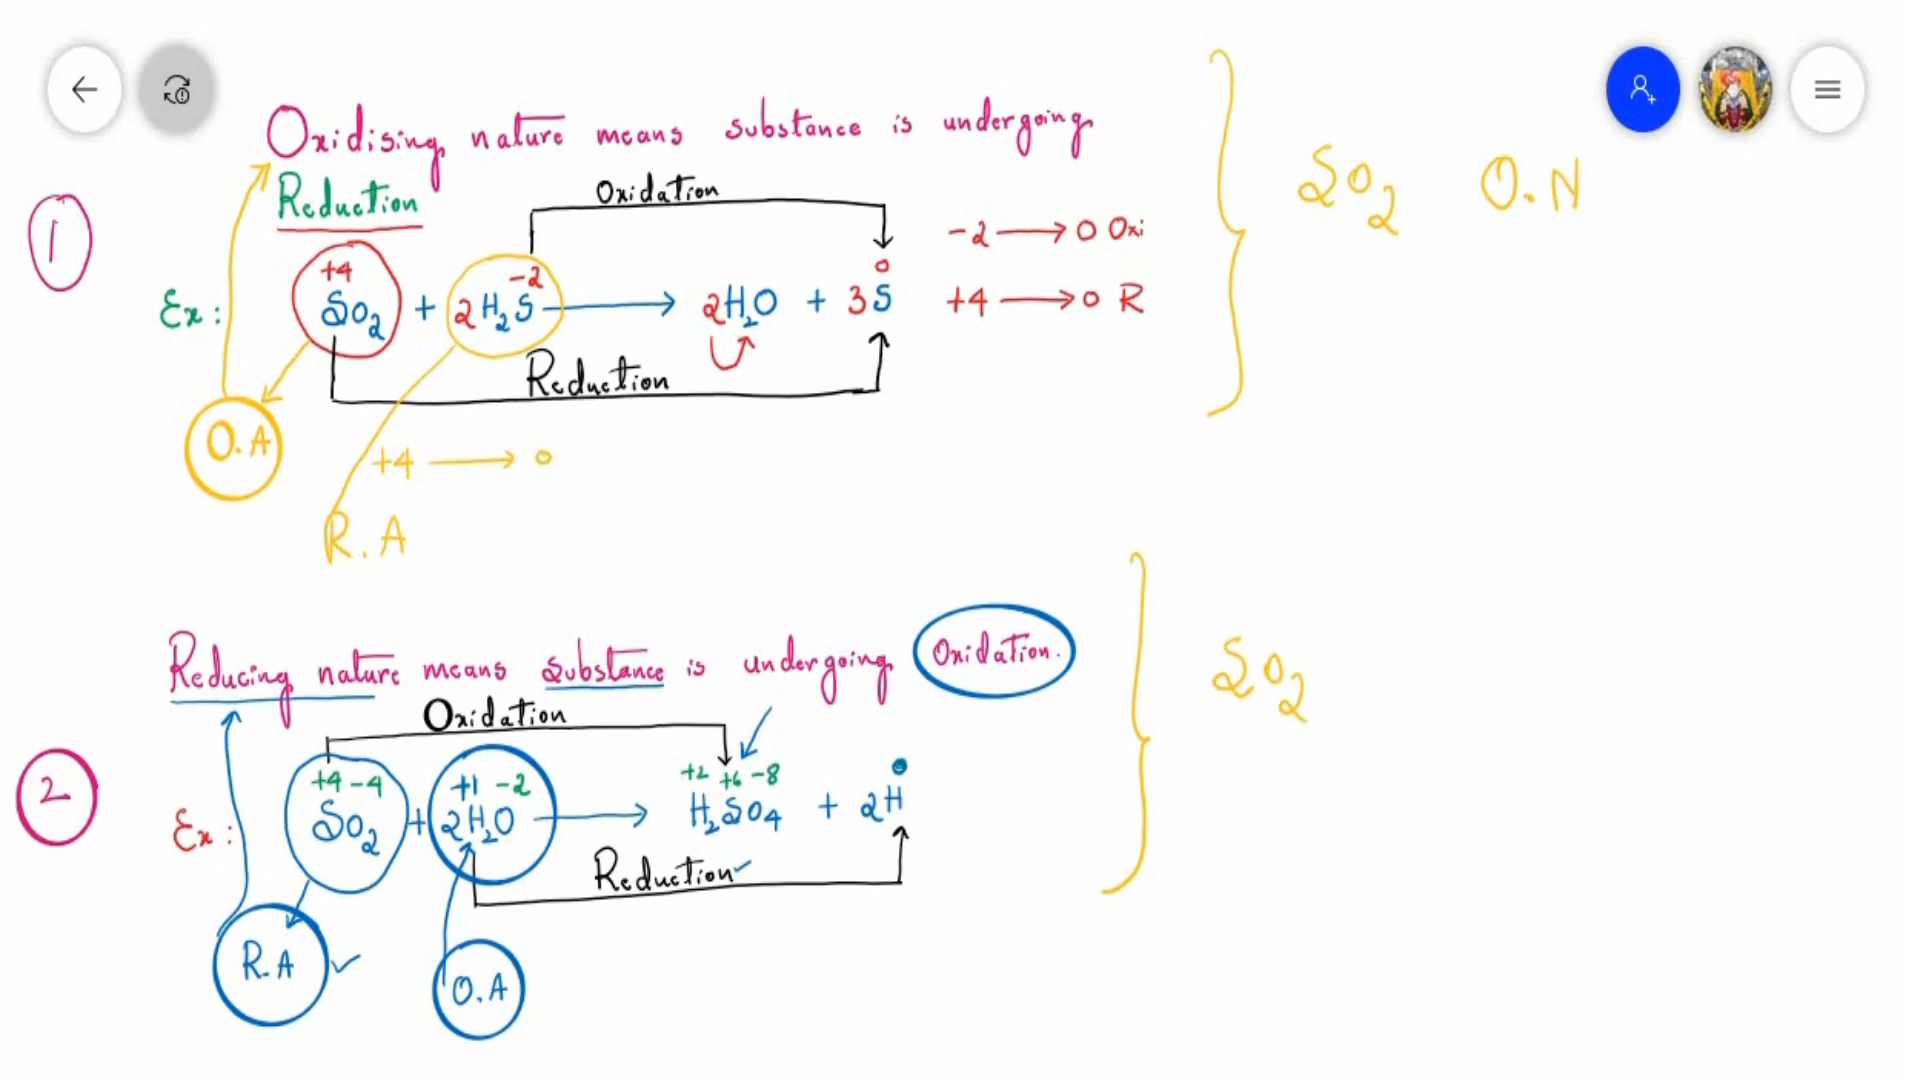 Oxidising nature means substance is undergoing
Reduction
Oxidation
-2 → 0 Oxi
1
Ex: +4 SO2 + 2H2S -2 → 2H2O + 3S 0
+4 → 0 R
Reduction
O.A
+4 → 0
R.A
SO2 O.N
Reducing nature means substance is undergoing Oxidation.
Oxidation
2
+4 -4 +1 -2 +2 +6 -8
Ex: SO2 + 2H2O → H2SO4 + 2H
Reduction
R.A
O.A
SO2